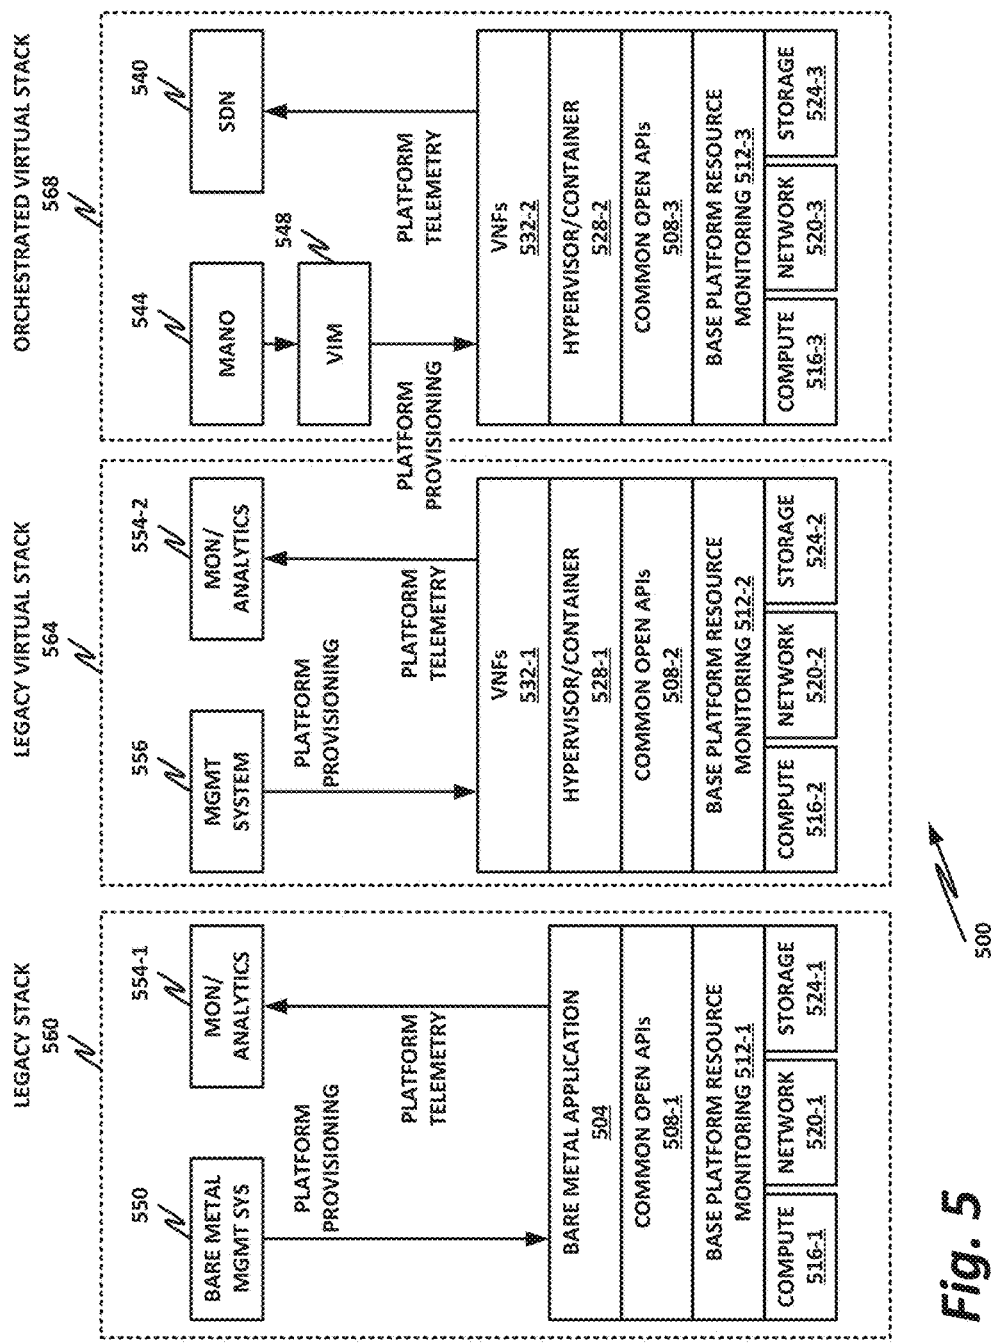 LEGACY STACK
560
550
BARE METAL
MGMT SYS
554-1
MON/
ANALYTICS
PLATFORM
PROVISIONING
PLATFORM
TELEMETRY
BARE METAL APPLICATION
504
COMMON OPEN APIs
508-1
BASE PLATFORM RESOURCE
MONITORING 512-1
COMPUTE
516-1
NETWORK
520-1
STORAGE
524-1
LEGACY VIRTUAL STACK
564
556
MGMT
SYSTEM
554-2
MON/
ANALYTICS
PLATFORM
PROVISIONING
PLATFORM
TELEMETRY
VNFs
532-1
HYPERVISOR/CONTAINER
528-1
COMMON OPEN APIs
508-2
BASE PLATFORM RESOURCE
MONITORING 512-2
COMPUTE
516-2
NETWORK
520-2
STORAGE
524-2
ORCHESTRATED VIRTUAL STACK
568
544
MANO
540
SDN
548
VIM
PLATFORM
PROVISIONING
PLATFORM
TELEMETRY
VNFs
532-2
HYPERVISOR/CONTAINER
528-2
COMMON OPEN APIs
508-3
BASE PLATFORM RESOURCE
MONITORING 512-3
COMPUTE
516-3
NETWORK
520-3
STORAGE
524-3
500
Fig. 5